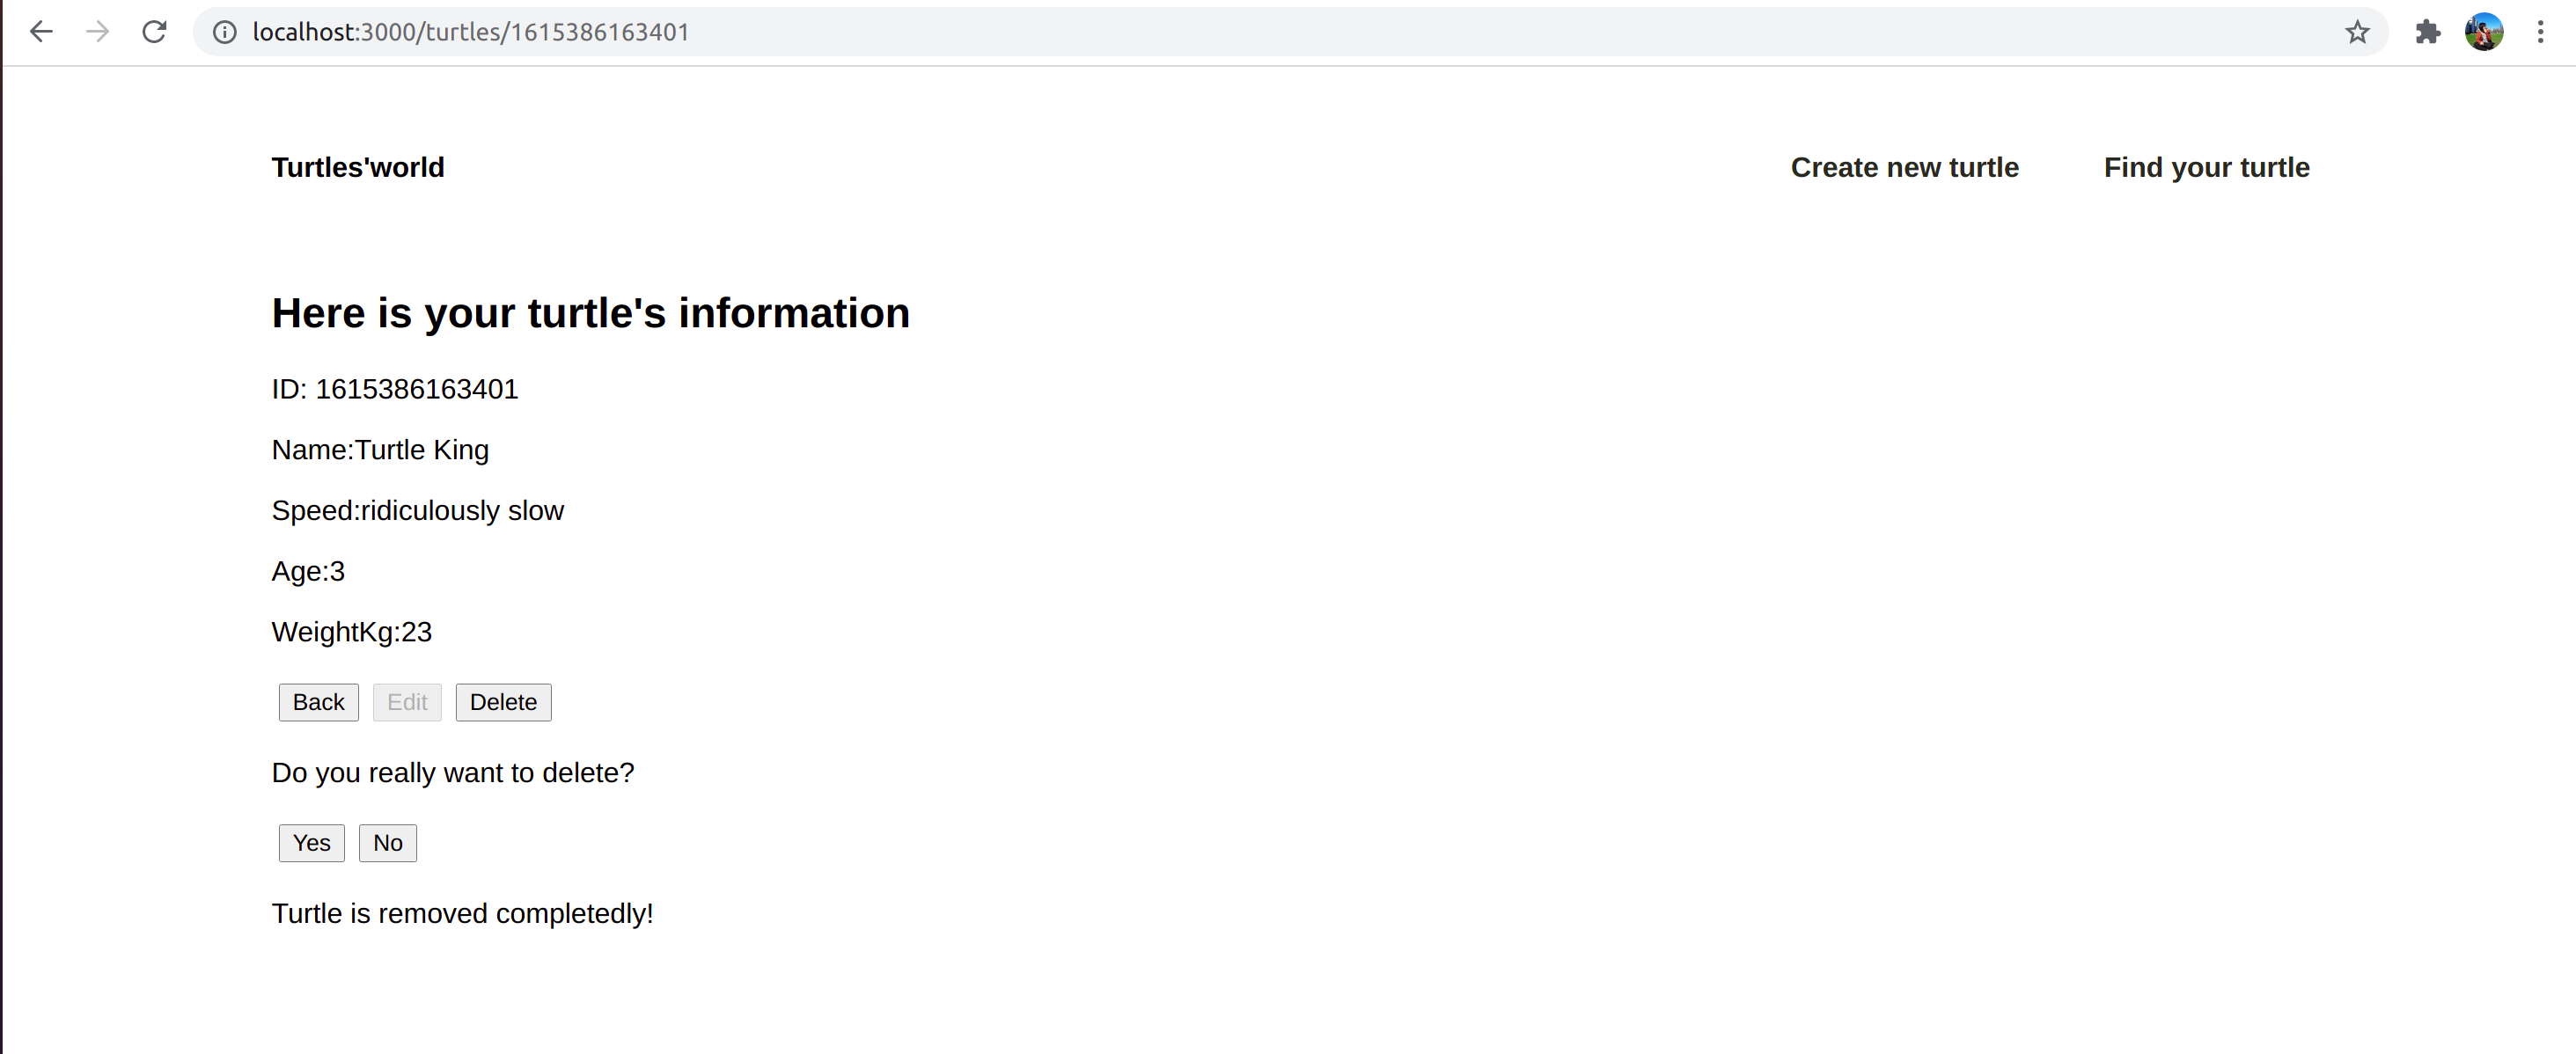 localhost:3000/turtles/1615386163401
Turtles'world Create new turtle Find your turtle
Here is your turtle's information
ID: 1615386163401
Name:Turtle King
Speed:ridiculously slow
Age:3
WeightKg:23
Back Edit Delete
Do you really want to delete?
Yes No
Turtle is removed completedly!